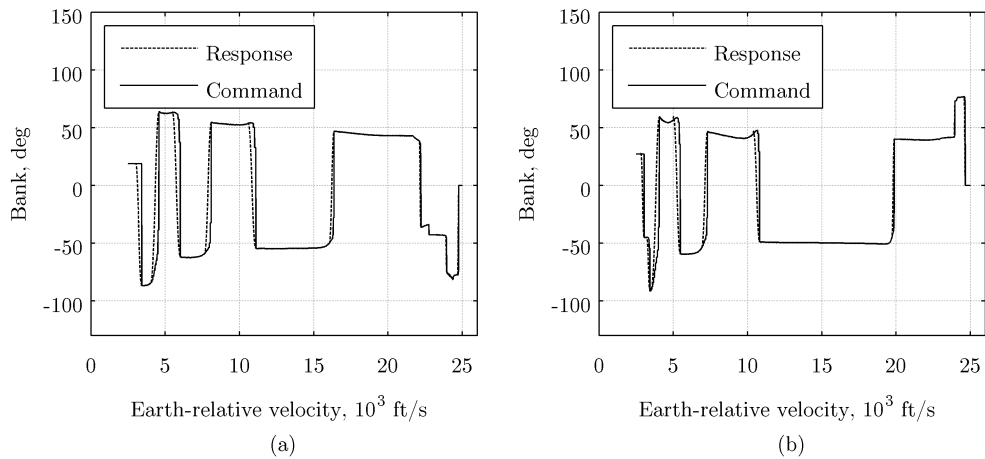 150
100
50
0
-50
-100
Bank, deg
Response
Command
0 5 10 15 20 25
Earth-relative velocity, 10³ ft/s
(a)
150
100
50
0
-50
-100
Bank, deg
Response
Command
0 5 10 15 20 25
Earth-relative velocity, 10³ ft/s
(b)